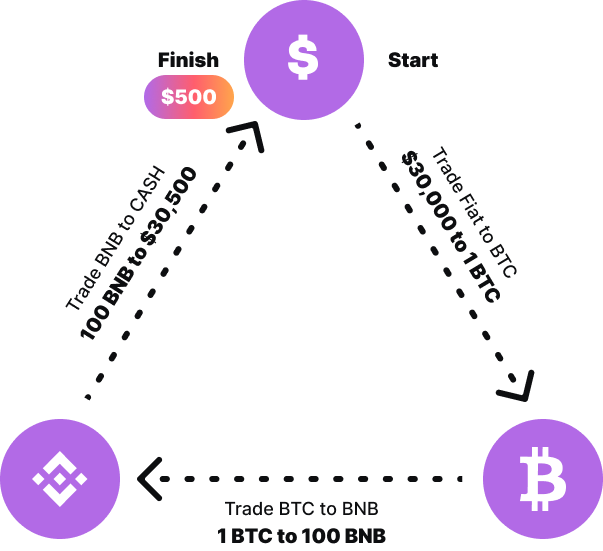 Finish
Start
$
$500
Trade Fiat to BTC
$30,000 to 1 BTC
Trade BNB to CASH
100 BNB to $30,500
Trade BTC to BNB
1 BTC to 100 BNB